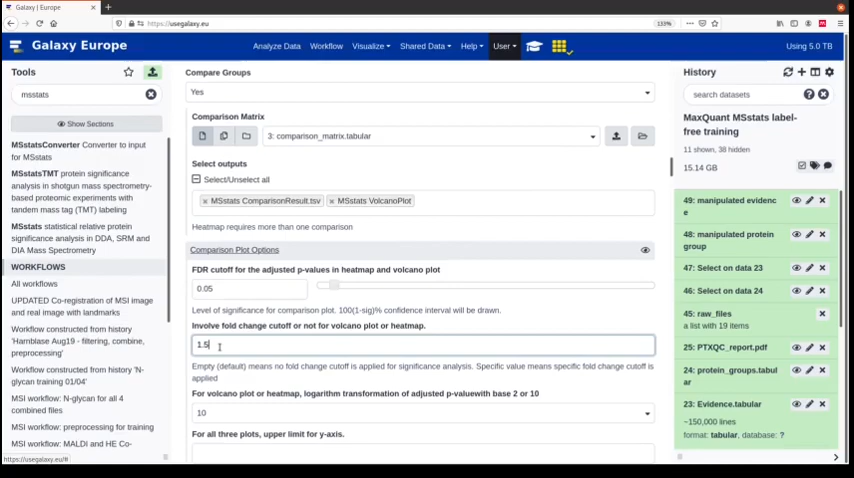 Galaxy | Europe
https://usegalaxy.eu
133%
Galaxy Europe
Analyze Data
Workflow
Visualize
Shared Data
Help
User
Using 5.0 TB
Tools
msstats
Show Sections
MSstatsConverter Converter to input
for MSstats
MSstatsTMT protein significance
analysis in shotgun mass spectrometry-
based proteomic experiments with
tandem mass tag (TMT) labeling
MSstats statistical relative protein
significance analysis in DDA, SRM and
DIA Mass Spectrometry
WORKFLOWS
All workflows
UPDATED Co-registration of MSI image
and real image with landmarks
Workflow constructed from history
'Harnblase Aug19 - filtering, combine,
preprocessing'
Workflow constructed from history 'N-
glycan training 01/04'
MSI workflow: N-glycan for all 4
combined files
MSI workflow: preprocessing for training
MSI workflow: MALDI and HE Co-
https://usegalaxy.eu/#
Compare Groups
Yes
Comparison Matrix
3: comparison_matrix.tabular
Select outputs
Select/Unselect all
× MSstats ComparisonResult.tsv
× MSstats VolcanoPlot
Heatmap requires more than one comparison
Comparison Plot Options
FDR cutoff for the adjusted p-values in heatmap and volcano plot
0.05
Level of significance for comparison plot. 100(1-sig)% confidence interval will be drawn.
Involve fold change cutoff or not for volcano plot or heatmap.
1.5
Empty (default) means no fold change cutoff is applied for significance analysis. Specific value means specific fold change cutoff is
applied
For volcano plot or heatmap, logarithm transformation of adjusted p-valuewith base 2 or 10
10
For all three plots, upper limit for y-axis.
History
search datasets
MaxQuant MSstats label-
free training
11 shown, 38 hidden
15.14 GB
49: manipulated evidenc
e
48: manipulated protein
group
47: Select on data 23
46: Select on data 24
45: raw_files
a list with 19 items
25: PTXQC_report.pdf
24: protein_groups.tabul
ar
23: Evidence.tabular
~150,000 lines
format: tabular, database: ?